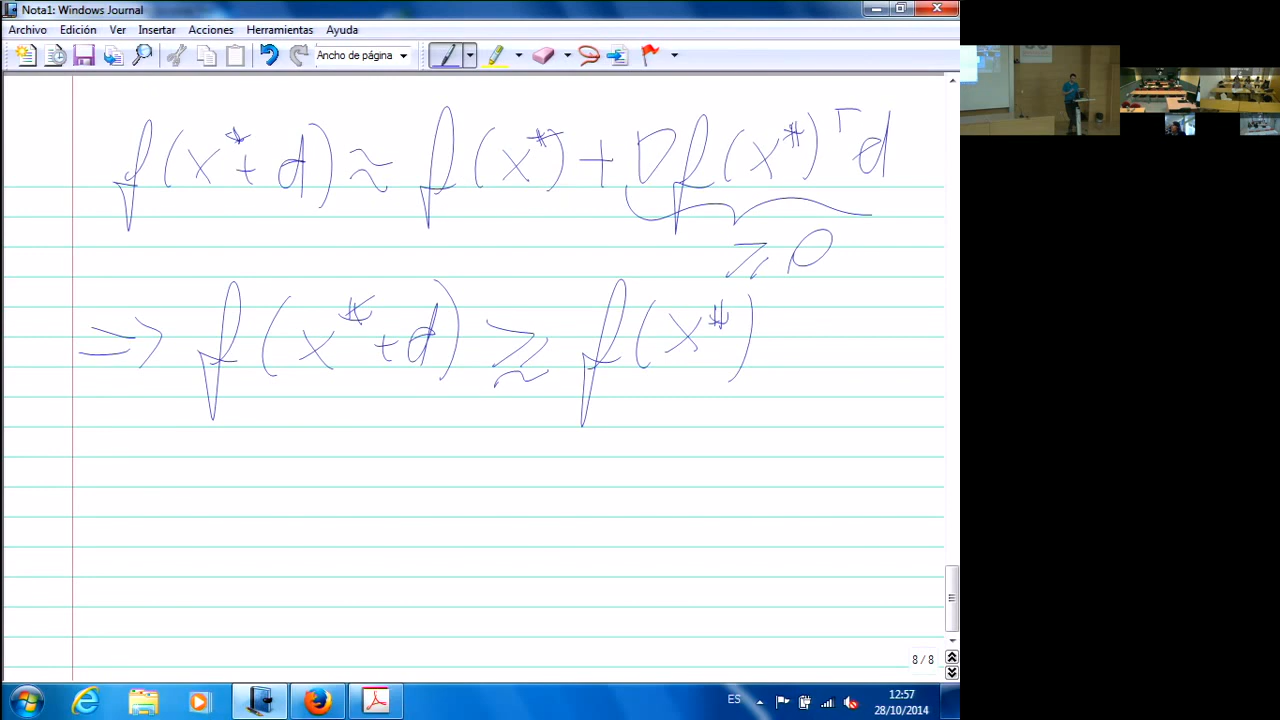 Nota1: Windows Journal
Archivo Edición Ver Insertar Acciones Herramientas Ayuda
Ancho de página
f(x*+d) ≈ f(x*) + ∇f(x*)ᵀd
≥ 0
⇒ f(x*+d) ⪆ f(x*)
8 / 8
ES
12:57
28/10/2014